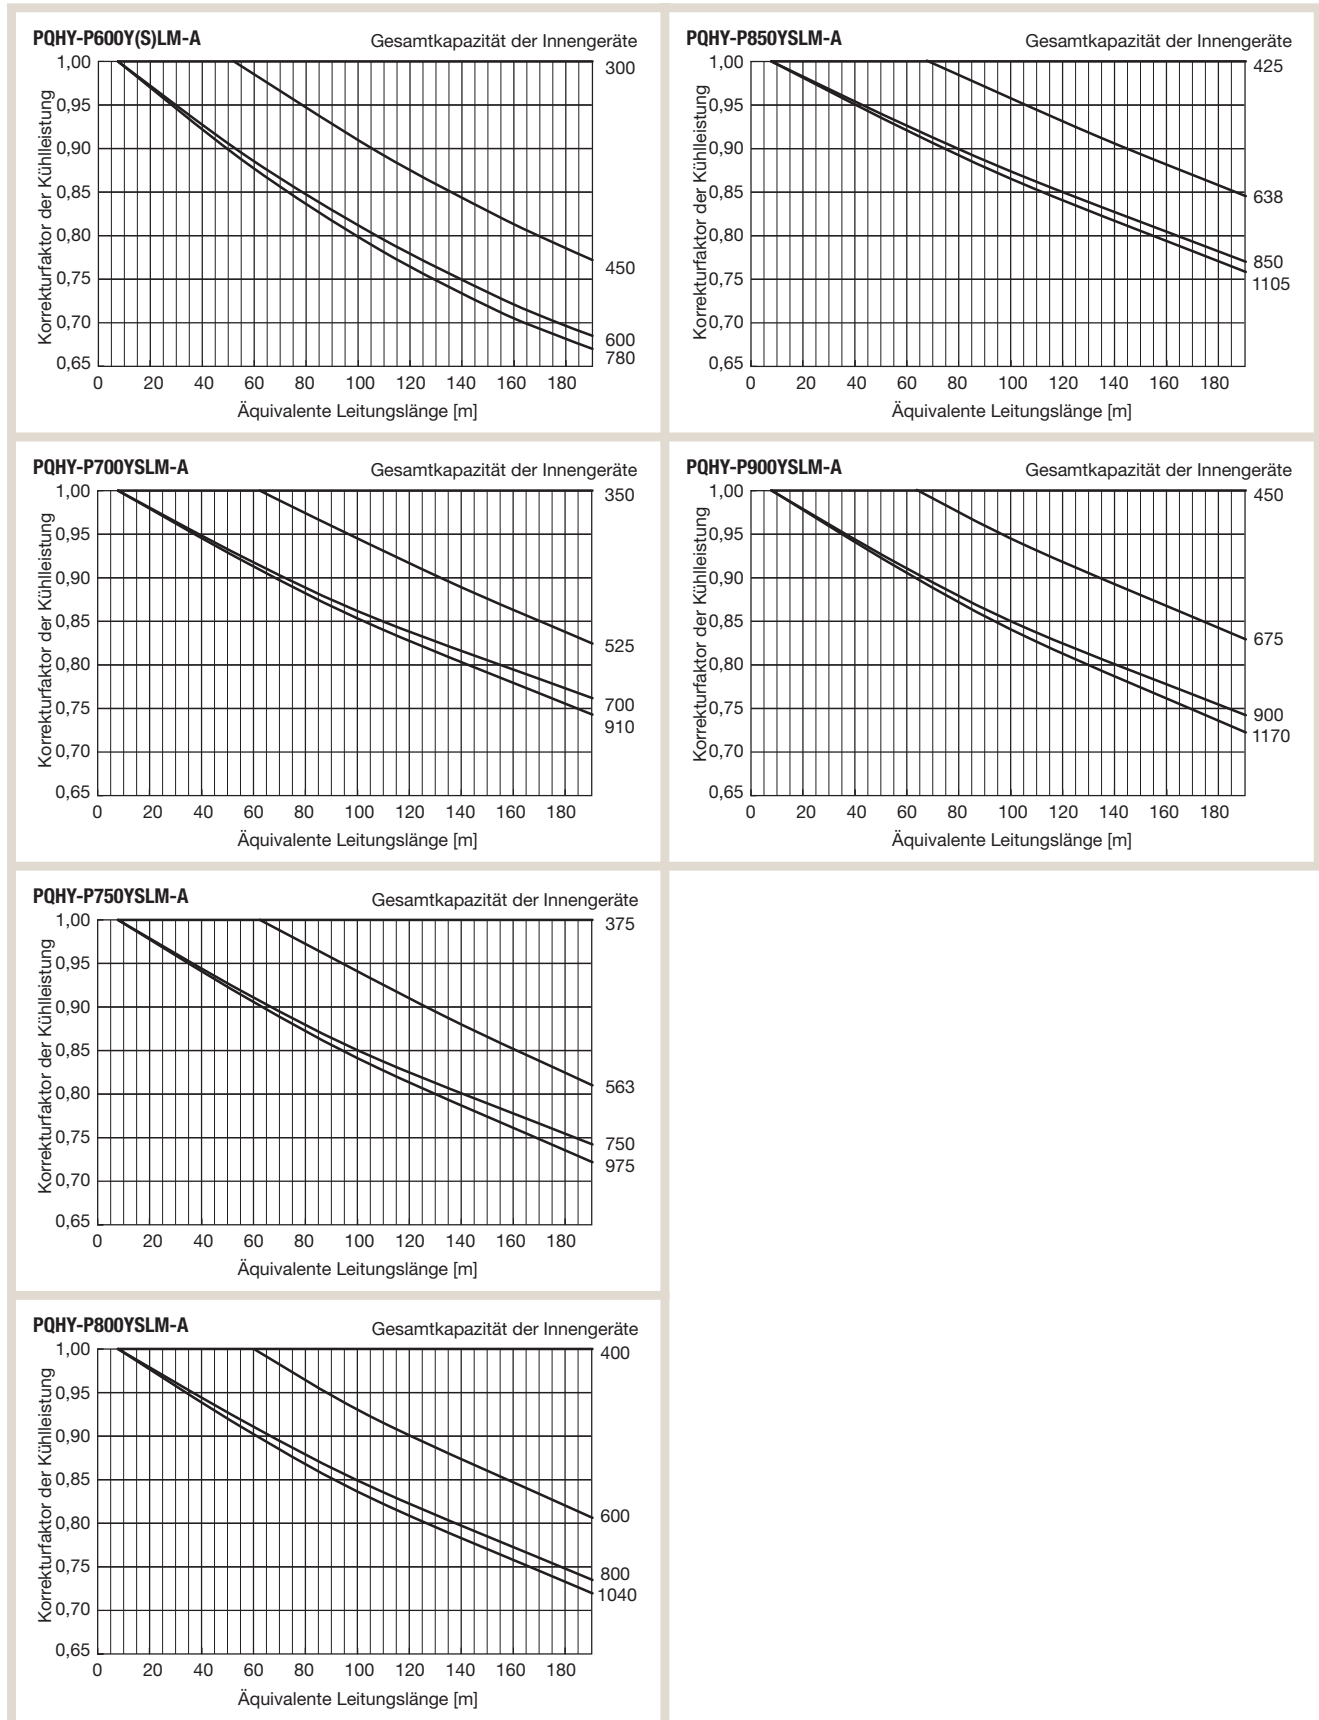 PQHY-P600Y(S)LM-A
Gesamtkapazität der Innengeräte
Korrekturfaktor der Kühlleistung
1,00
0,95
0,90
0,85
0,80
0,75
0,70
0,65
300
450
600
780
0 20 40 60 80 100 120 140 160 180
Äquivalente Leitungslänge [m]
PQHY-P850YSLM-A
Gesamtkapazität der Innengeräte
Korrekturfaktor der Kühlleistung
1,00
0,95
0,90
0,85
0,80
0,75
0,70
0,65
425
638
850
1105
0 20 40 60 80 100 120 140 160 180
Äquivalente Leitungslänge [m]
PQHY-P700YSLM-A
Gesamtkapazität der Innengeräte
Korrekturfaktor der Kühlleistung
1,00
0,95
0,90
0,85
0,80
0,75
0,70
0,65
350
525
700
910
0 20 40 60 80 100 120 140 160 180
Äquivalente Leitungslänge [m]
PQHY-P900YSLM-A
Gesamtkapazität der Innengeräte
Korrekturfaktor der Kühlleistung
1,00
0,95
0,90
0,85
0,80
0,75
0,70
0,65
450
675
900
1170
0 20 40 60 80 100 120 140 160 180
Äquivalente Leitungslänge [m]
PQHY-P750YSLM-A
Gesamtkapazität der Innengeräte
Korrekturfaktor der Kühlleistung
1,00
0,95
0,90
0,85
0,80
0,75
0,70
0,65
375
563
750
975
0 20 40 60 80 100 120 140 160 180
Äquivalente Leitungslänge [m]
PQHY-P800YSLM-A
Gesamtkapazität der Innengeräte
Korrekturfaktor der Kühlleistung
1,00
0,95
0,90
0,85
0,80
0,75
0,70
0,65
400
600
800
1040
0 20 40 60 80 100 120 140 160 180
Äquivalente Leitungslänge [m]